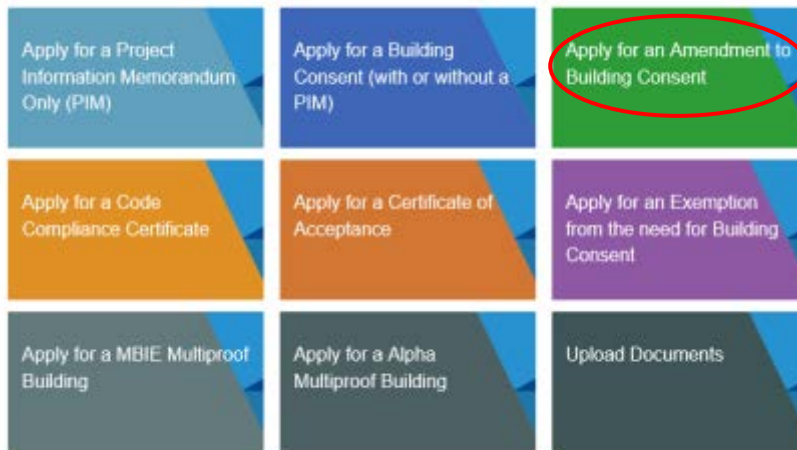 Apply for a Project
Information Memorandum
Only (PIM)
Apply for a Building
Consent (with or without a
PIM)
Apply for an Amendment to
Building Consent
Apply for a Code
Compliance Certificate
Apply for a Certificate of
Acceptance
Apply for an Exemption
from the need for Building
Consent
Apply for a MBIE Multiproof
Building
Apply for a Alpha
Multiproof Building
Upload Documents